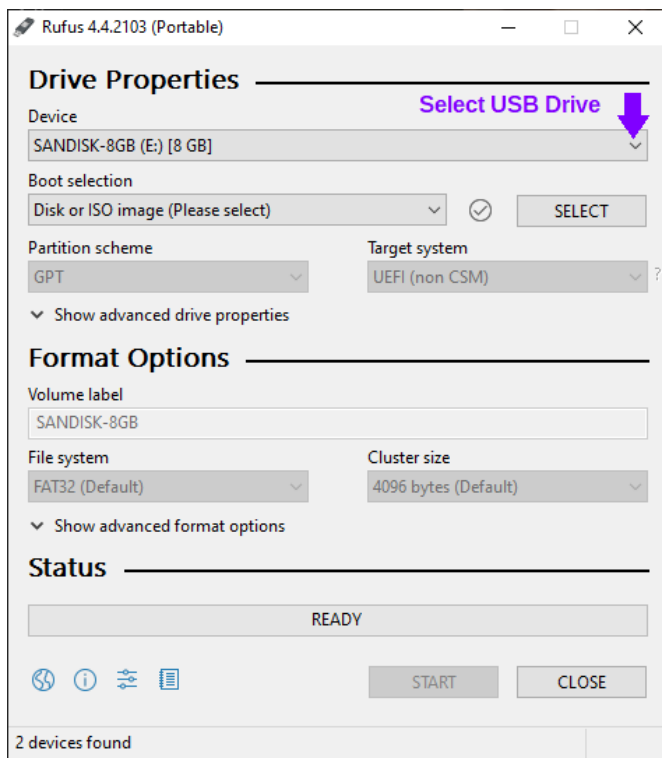 Rufus 4.4.2103 (Portable)
Drive Properties
Select USB Drive
Device
SANDISK-8GB (E:) [8 GB]
Boot selection
Disk or ISO image (Please select)
SELECT
Partition scheme
Target system
GPT
UEFI (non CSM)
?
Show advanced drive properties
Format Options
Volume label
SANDISK-8GB
File system
Cluster size
FAT32 (Default)
4096 bytes (Default)
Show advanced format options
Status
READY
START
CLOSE
2 devices found